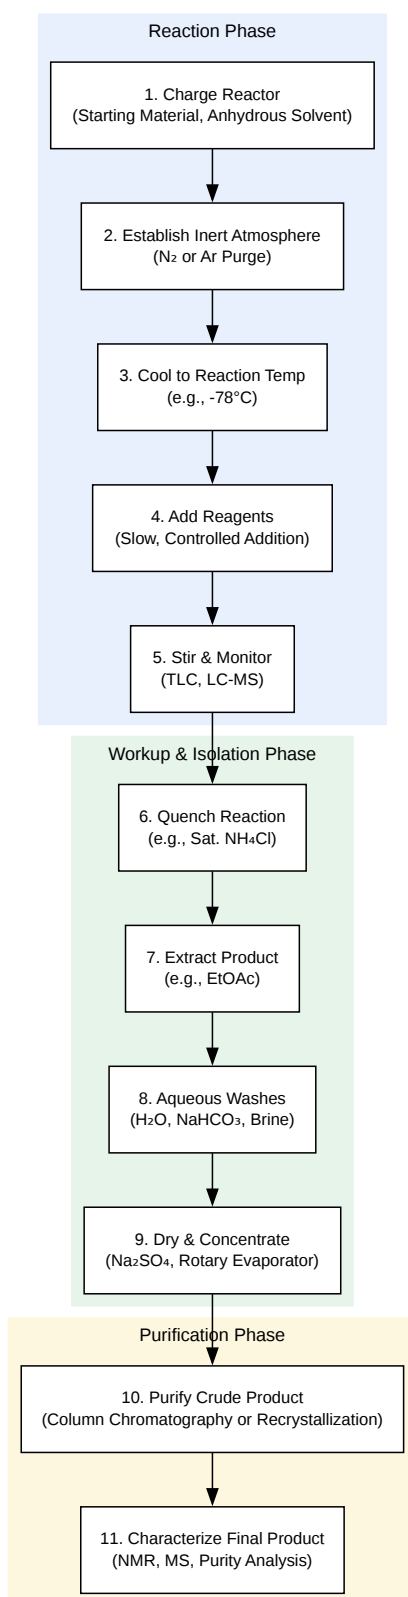 Reaction Phase
1. Charge Reactor
(Starting Material, Anhydrous Solvent)
2. Establish Inert Atmosphere
(N₂ or Ar Purge)
3. Cool to Reaction Temp
(e.g., -78°C)
4. Add Reagents
(Slow, Controlled Addition)
5. Stir & Monitor
(TLC, LC-MS)
Workup & Isolation Phase
6. Quench Reaction
(e.g., Sat. NH₄Cl)
7. Extract Product
(e.g., EtOAc)
8. Aqueous Washes
(H₂O, NaHCO₃, Brine)
9. Dry & Concentrate
(Na₂SO₄, Rotary Evaporator)
Purification Phase
10. Purify Crude Product
(Column Chromatography or Recrystallization)
11. Characterize Final Product
(NMR, MS, Purity Analysis)